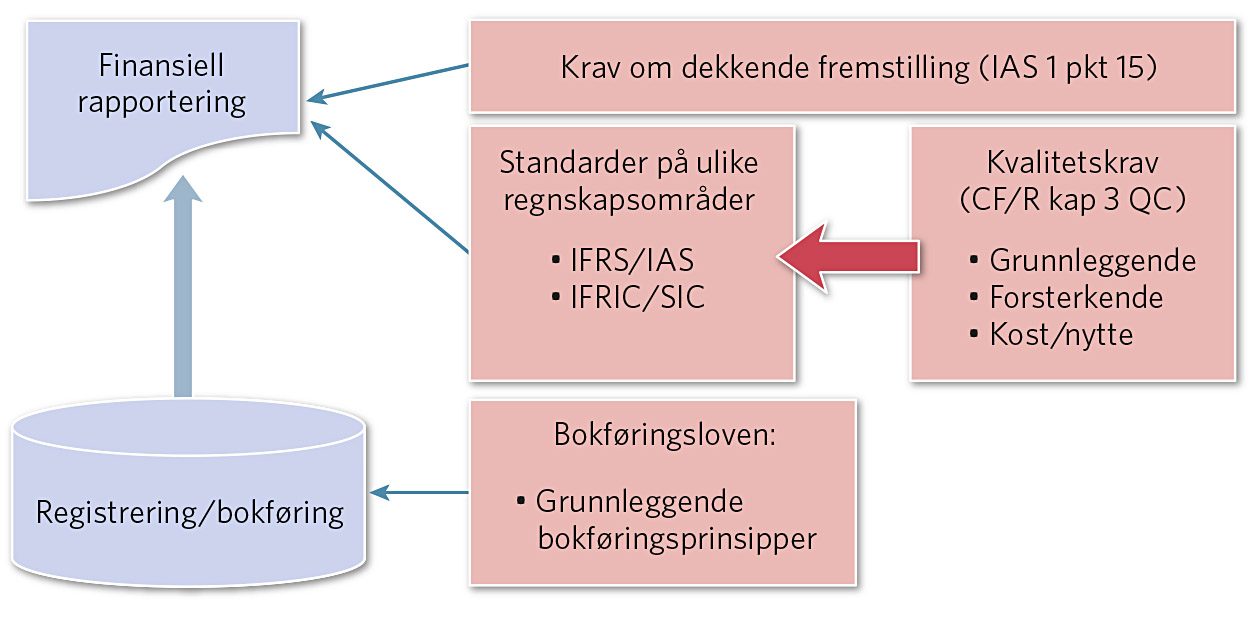 Finansiell
rapportering
Krav om dekkende fremstilling (IAS 1 pkt 15)
Standarder på ulike
regnskapsområder
• IFRS/IAS
• IFRIC/SIC
Kvalitetskrav
(CF/R kap 3 QC)
• Grunnleggende
• Forsterkende
• Kost/nytte
Registrering/bokføring
Bokføringsloven:
• Grunnleggende
bokføringsprinsipper